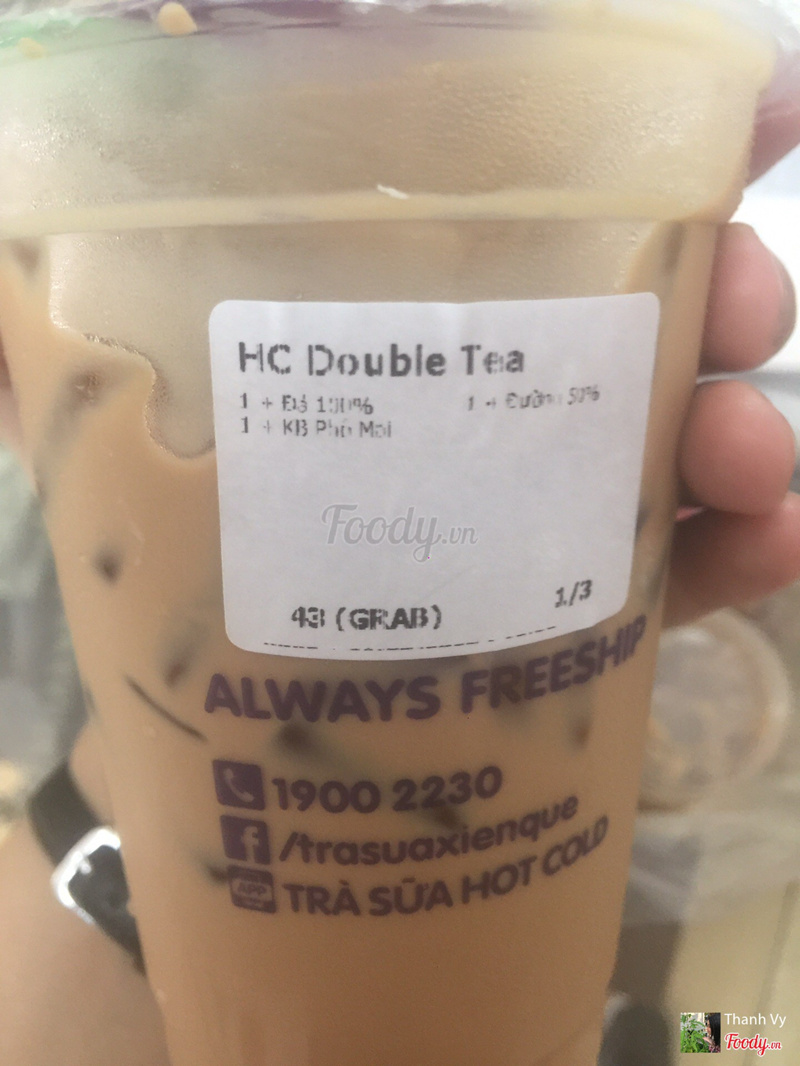 HC Double Tea
1 + Đá 100% 1 + Đường 50%
1 + KB Phô Mai
Foody.vn
43 (GRAB) 1/3
ALWAYS FREESHIP
1900 2230
/trasuaxienque
APP TRÀ SỮA HOT COLD
Thanh Vy
Foody.vn